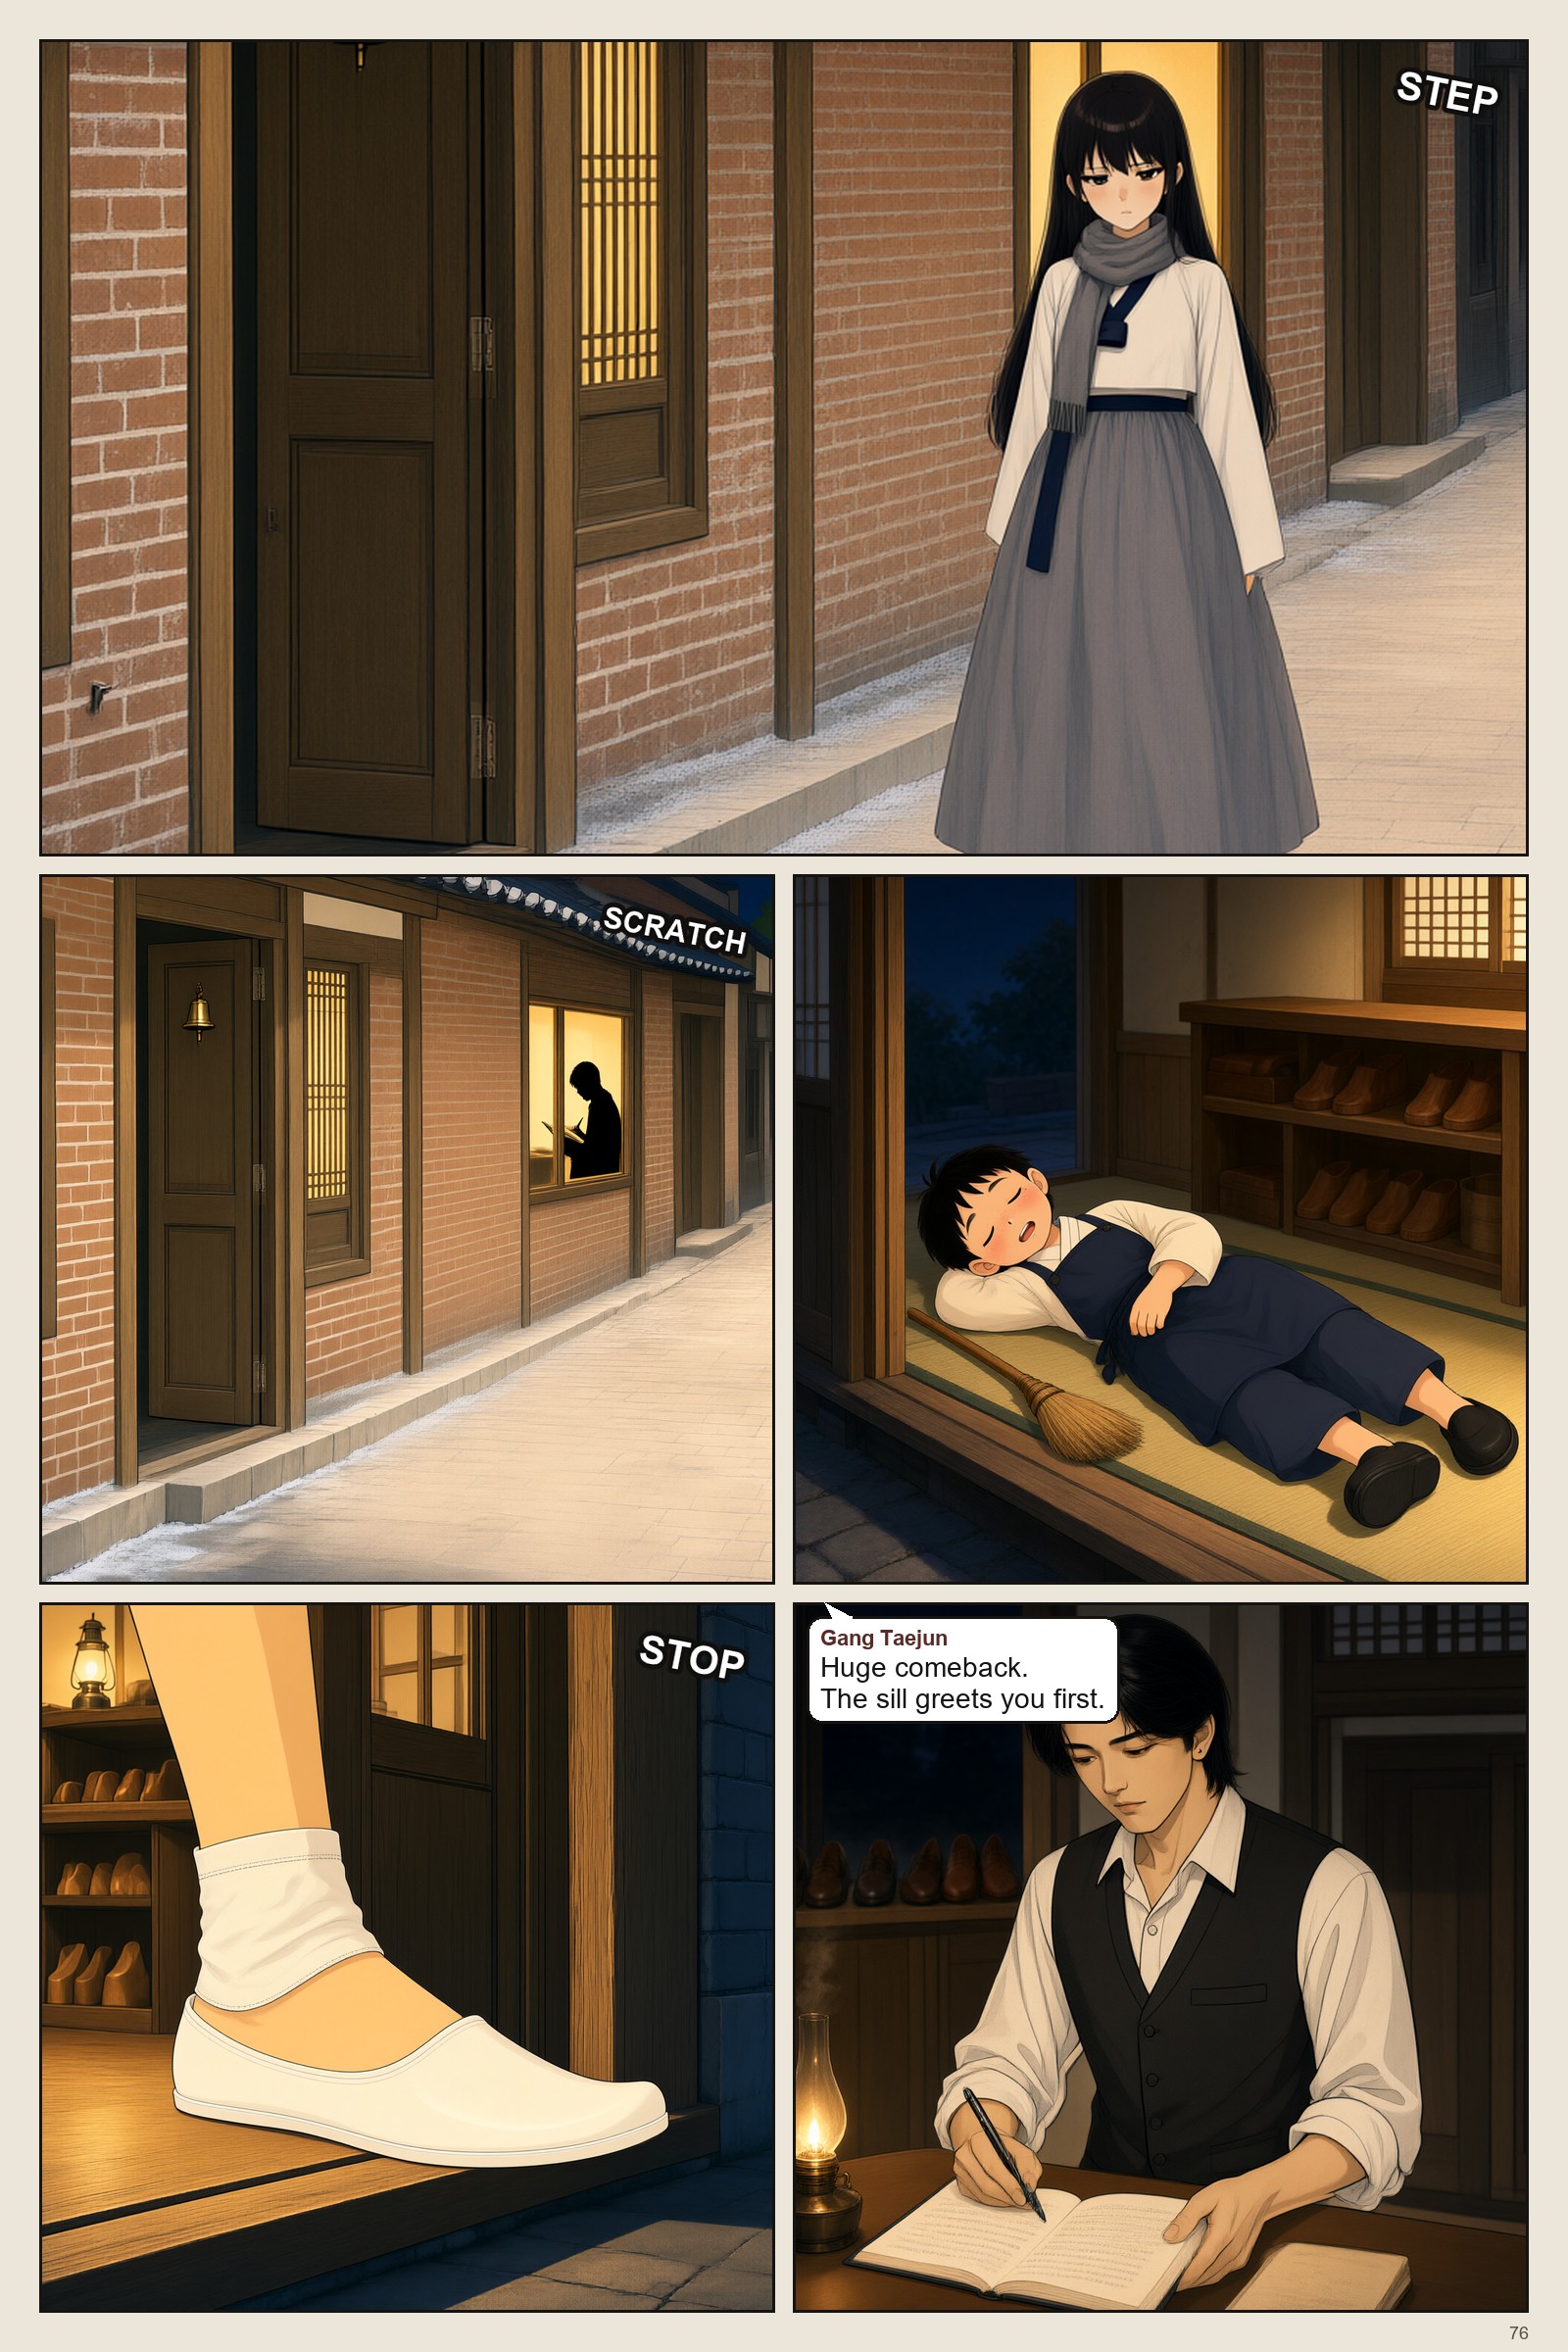 STEP
SCRATCH
STOP
Gang Taejun
Huge comeback.
The sill greets you first.
76